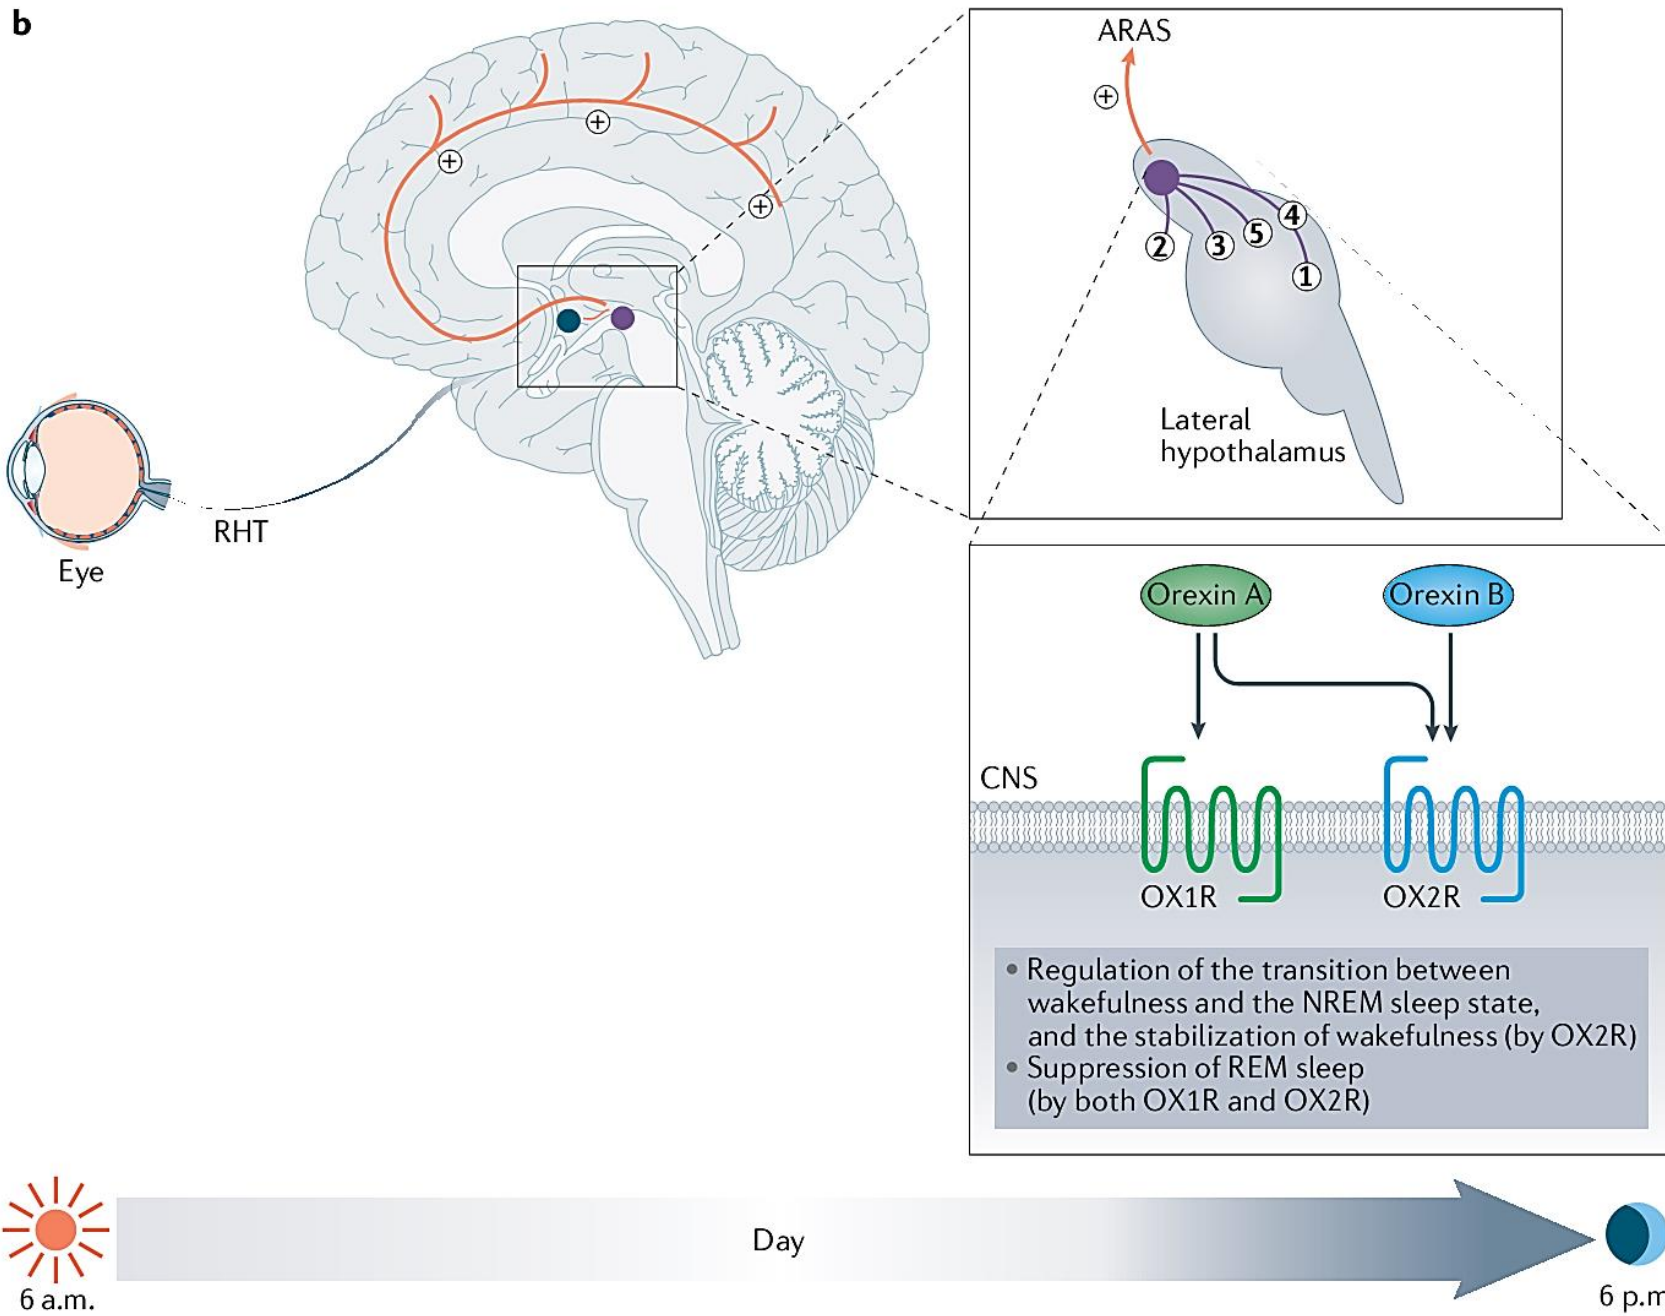 b
ARAS
+
+
+
+
2
3
5
4
1
Lateral
hypothalamus
RHT
Eye
Orexin A
Orexin B
CNS
OX1R
OX2R
• Regulation of the transition between
wakefulness and the NREM sleep state,
and the stabilization of wakefulness (by OX2R)
• Suppression of REM sleep
(by both OX1R and OX2R)
Day
6 a.m.
6 p.m